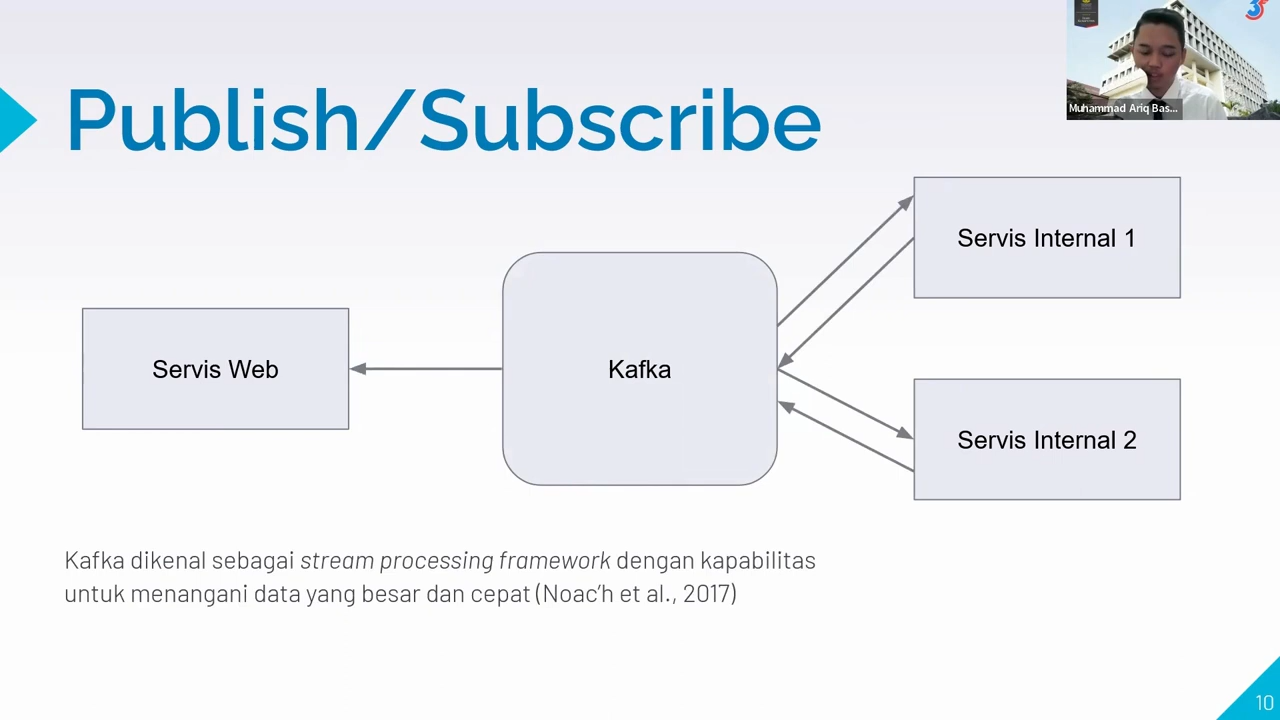 Publish/Subscribe
Muhammad Ariq Bas...
Servis Internal 1
Servis Web
Kafka
Servis Internal 2
Kafka dikenal sebagai stream processing framework dengan kapabilitas
untuk menangani data yang besar dan cepat (Noac’h et al., 2017)
10